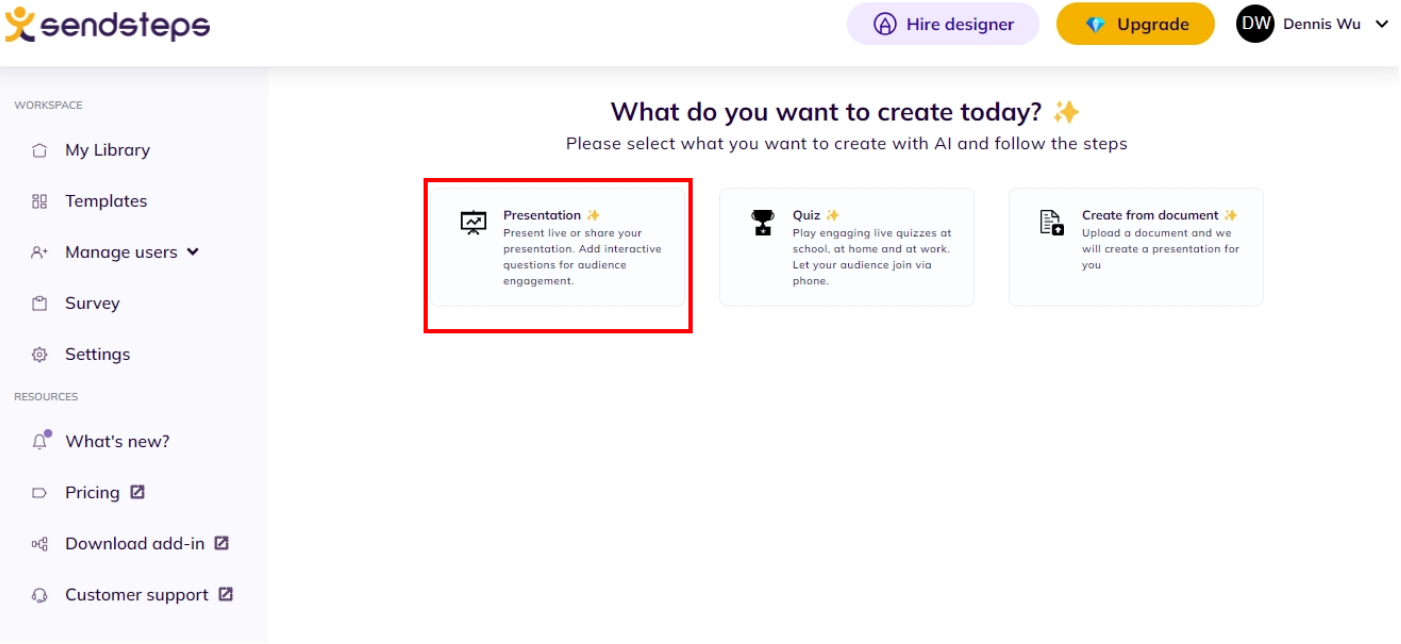 sendsteps
Hire designer
Upgrade
DW
Dennis Wu
WORKSPACE
My Library
Templates
Manage users
Survey
Settings
RESOURCES
What's new?
Pricing
Download add-in
Customer support
What do you want to create today? ✨
Please select what you want to create with AI and follow the steps
Presentation ✨
Present live or share your
presentation. Add interactive
questions for audience
engagement.
Quiz ✨
Play engaging live quizzes at
school, at home and at work.
Let your audience join via
phone.
Create from document ✨
Upload a document and we
will create a presentation for
you